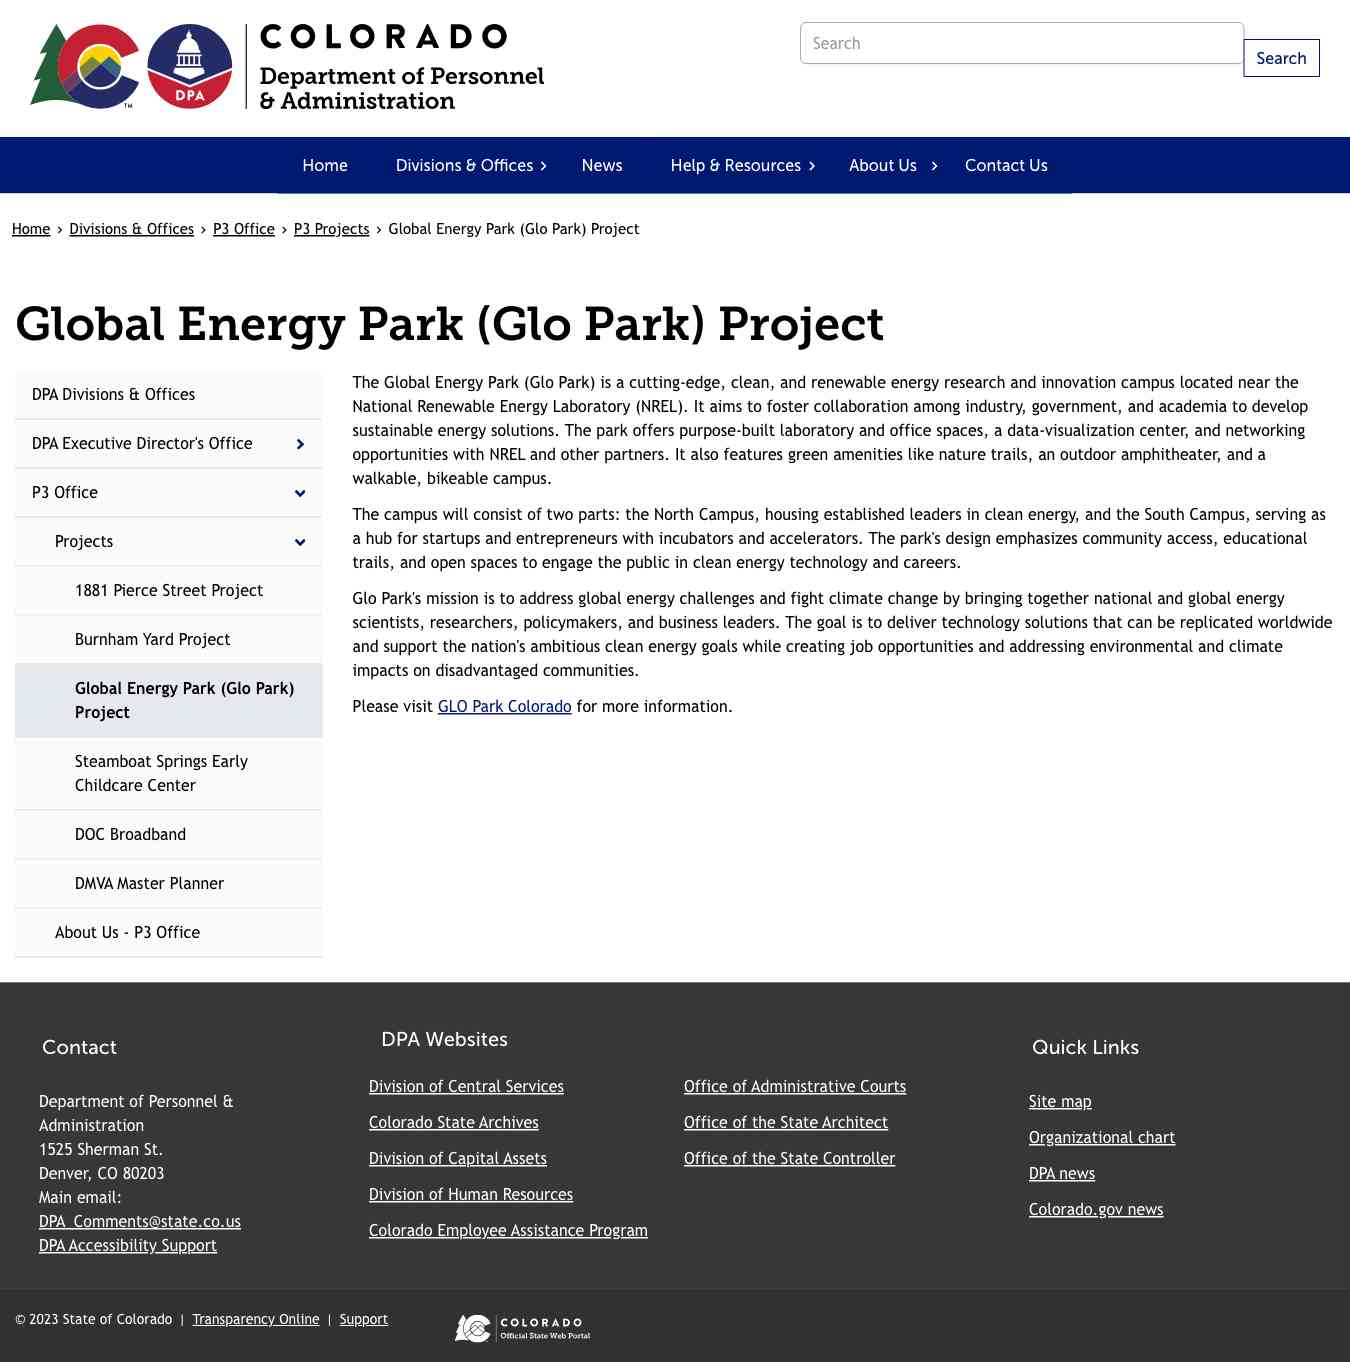 COLORADO
Department of Personnel
& Administration
DPA
TM
Search
Search
Home
Divisions & Offices
News
Help & Resources
About Us
Contact Us
Home › Divisions & Offices › P3 Office › P3 Projects › Global Energy Park (Glo Park) Project
Global Energy Park (Glo Park) Project
DPA Divisions & Offices
DPA Executive Director's Office
P3 Office
Projects
1881 Pierce Street Project
Burnham Yard Project
Global Energy Park (Glo Park)
Project
Steamboat Springs Early
Childcare Center
DOC Broadband
DMVA Master Planner
About Us - P3 Office
The Global Energy Park (Glo Park) is a cutting-edge, clean, and renewable energy research and innovation campus located near the
National Renewable Energy Laboratory (NREL). It aims to foster collaboration among industry, government, and academia to develop
sustainable energy solutions. The park offers purpose-built laboratory and office spaces, a data-visualization center, and networking
opportunities with NREL and other partners. It also features green amenities like nature trails, an outdoor amphitheater, and a
walkable, bikeable campus.
The campus will consist of two parts: the North Campus, housing established leaders in clean energy, and the South Campus, serving as
a hub for startups and entrepreneurs with incubators and accelerators. The park's design emphasizes community access, educational
trails, and open spaces to engage the public in clean energy technology and careers.
Glo Park's mission is to address global energy challenges and fight climate change by bringing together national and global energy
scientists, researchers, policymakers, and business leaders. The goal is to deliver technology solutions that can be replicated worldwide
and support the nation's ambitious clean energy goals while creating job opportunities and addressing environmental and climate
impacts on disadvantaged communities.
Please visit GLO Park Colorado for more information.
Contact
Department of Personnel &
Administration
1525 Sherman St.
Denver, CO 80203
Main email:
DPA_Comments@state.co.us
DPA Accessibility Support
DPA Websites
Division of Central Services
Colorado State Archives
Division of Capital Assets
Division of Human Resources
Colorado Employee Assistance Program
Office of Administrative Courts
Office of the State Architect
Office of the State Controller
Quick Links
Site map
Organizational chart
DPA news
Colorado.gov news
© 2023 State of Colorado | Transparency Online | Support
COLORADO
Official State Web Portal